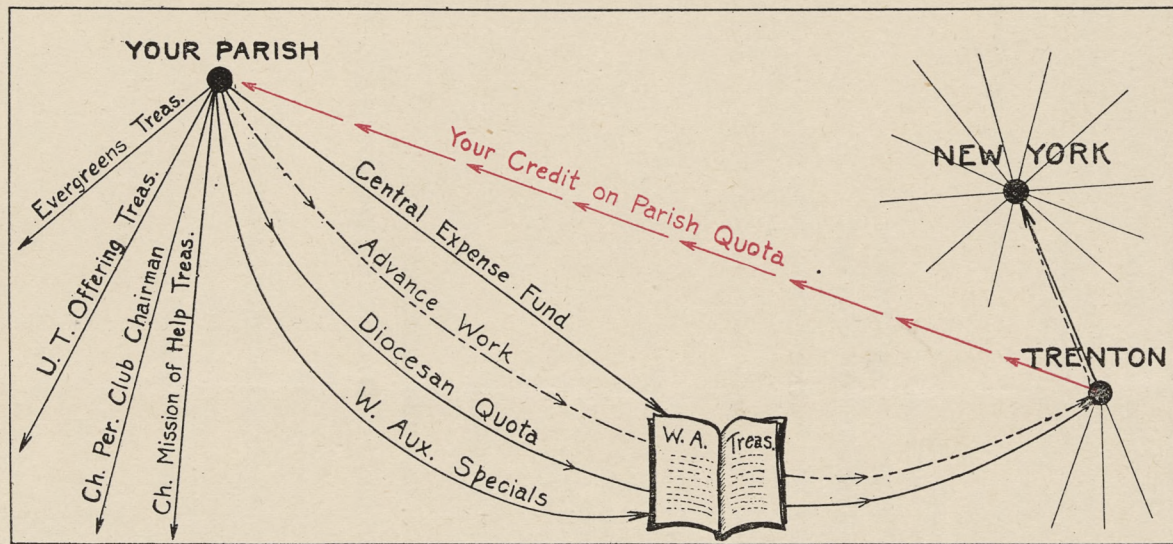 YOUR PARISH
Evergreens Treas.
U. T. Offering Treas.
Ch. Per. Club Chairman
Ch. Mission of Help Treas.
W. Aux. Specials
Diocesan Quota
Advance Work
Central Expense Fund
Your Credit on Parish Quota
NEW YORK
TRENTON
W. A. Treas.